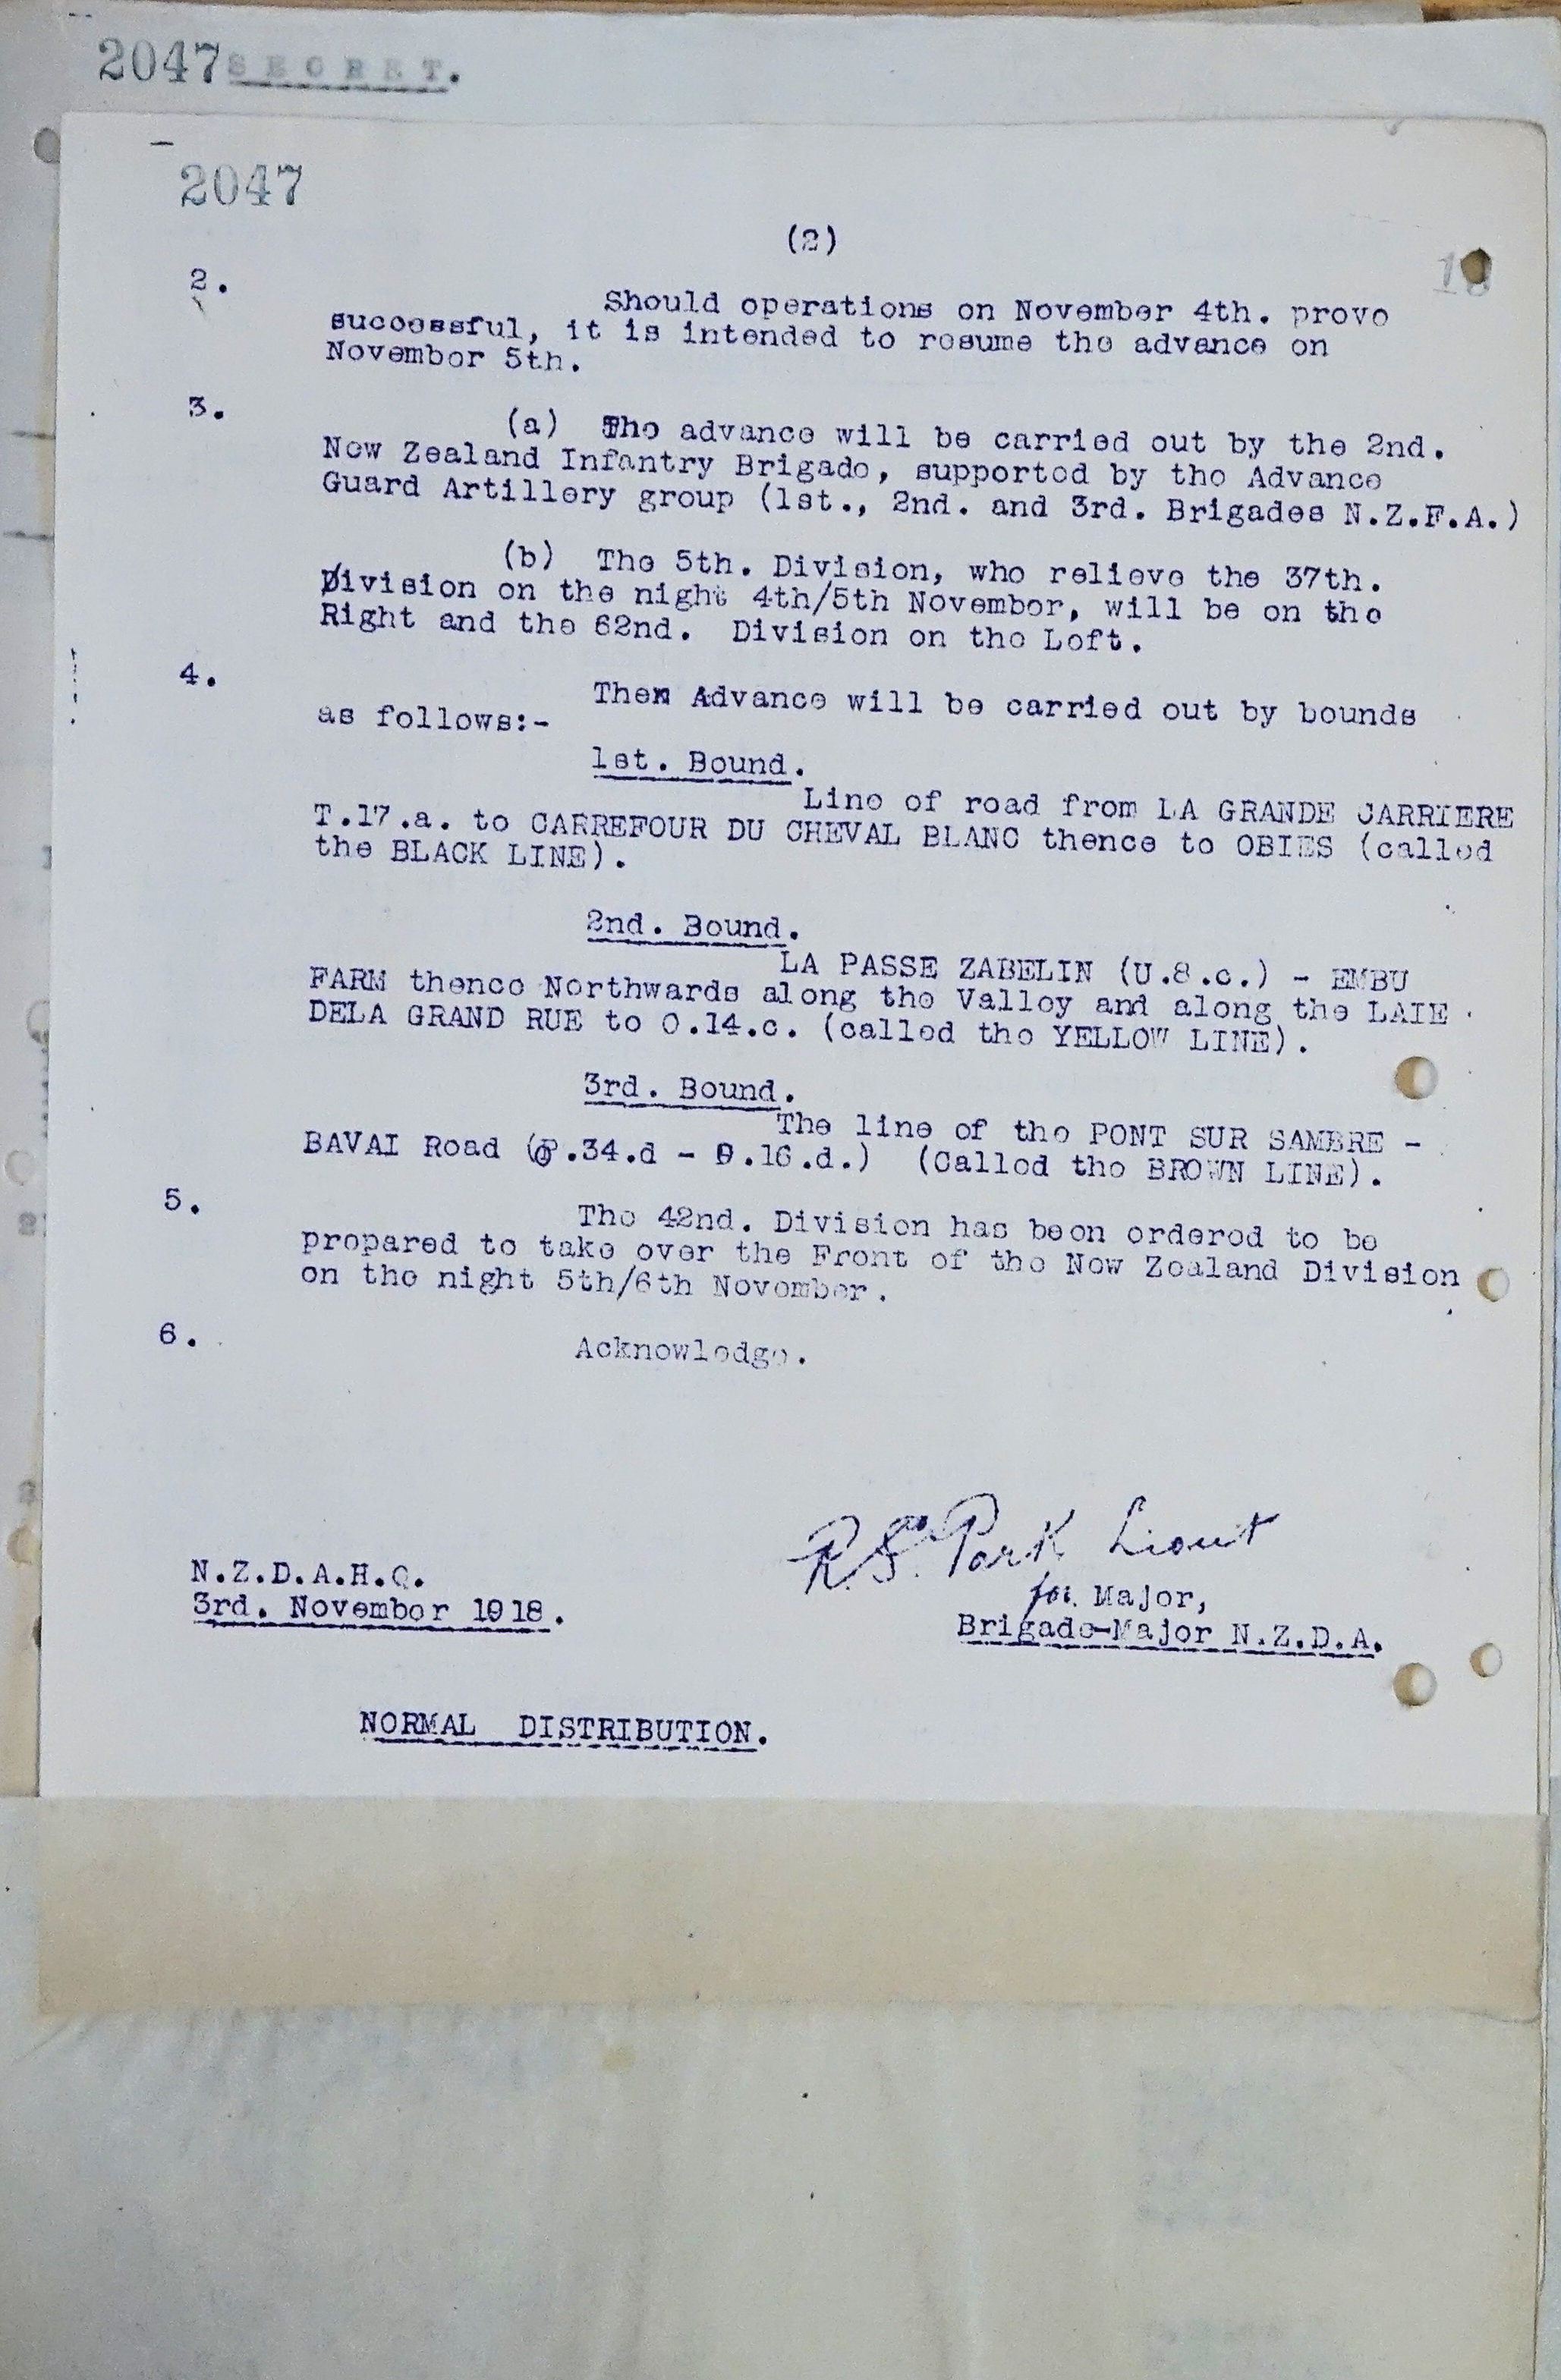 2047 SECRET.
2047
(2)
18
2.
Should operations on November 4th. prove
successful, it is intended to resume the advance on
November 5th.
3.
(a) The advance will be carried out by the 2nd.
New Zealand Infantry Brigade, supported by the Advance
Guard Artillery group (1st., 2nd. and 3rd. Brigades N.Z.F.A.)
(b) The 5th. Division, who relieve the 37th.
Division on the night 4th/5th November, will be on the
Right and the 62nd. Division on the Left.
4.
Then Advance will be carried out by bounds
as follows:-
1st. Bound.
Line of road from LA GRANDE CARRIERE
T.17.a. to CARREFOUR DU CHEVAL BLANC thence to OBIES (called
the BLACK LINE).
2nd. Bound.
LA PASSE ZABELIN (U.8.c.) - EMBU
FARM thence Northwards along the Valley and along the LAIE
DELA GRAND RUE to O.14.c. (called the YELLOW LINE).
3rd. Bound.
The line of the PONT SUR SAMBRE -
BAVAI Road ( .34.d - .16.d.) (Called the BROWN LINE).
5.
The 42nd. Division has been ordered to be
prepared to take over the Front of the New Zealand Division
on the night 5th/6th November.
6.
Acknowledge.
R.S. Park Lieut
for Major,
Brigade-Major N.Z.D.A.
N.Z.D.A.H.Q.
3rd. November 1918.
NORMAL DISTRIBUTION.